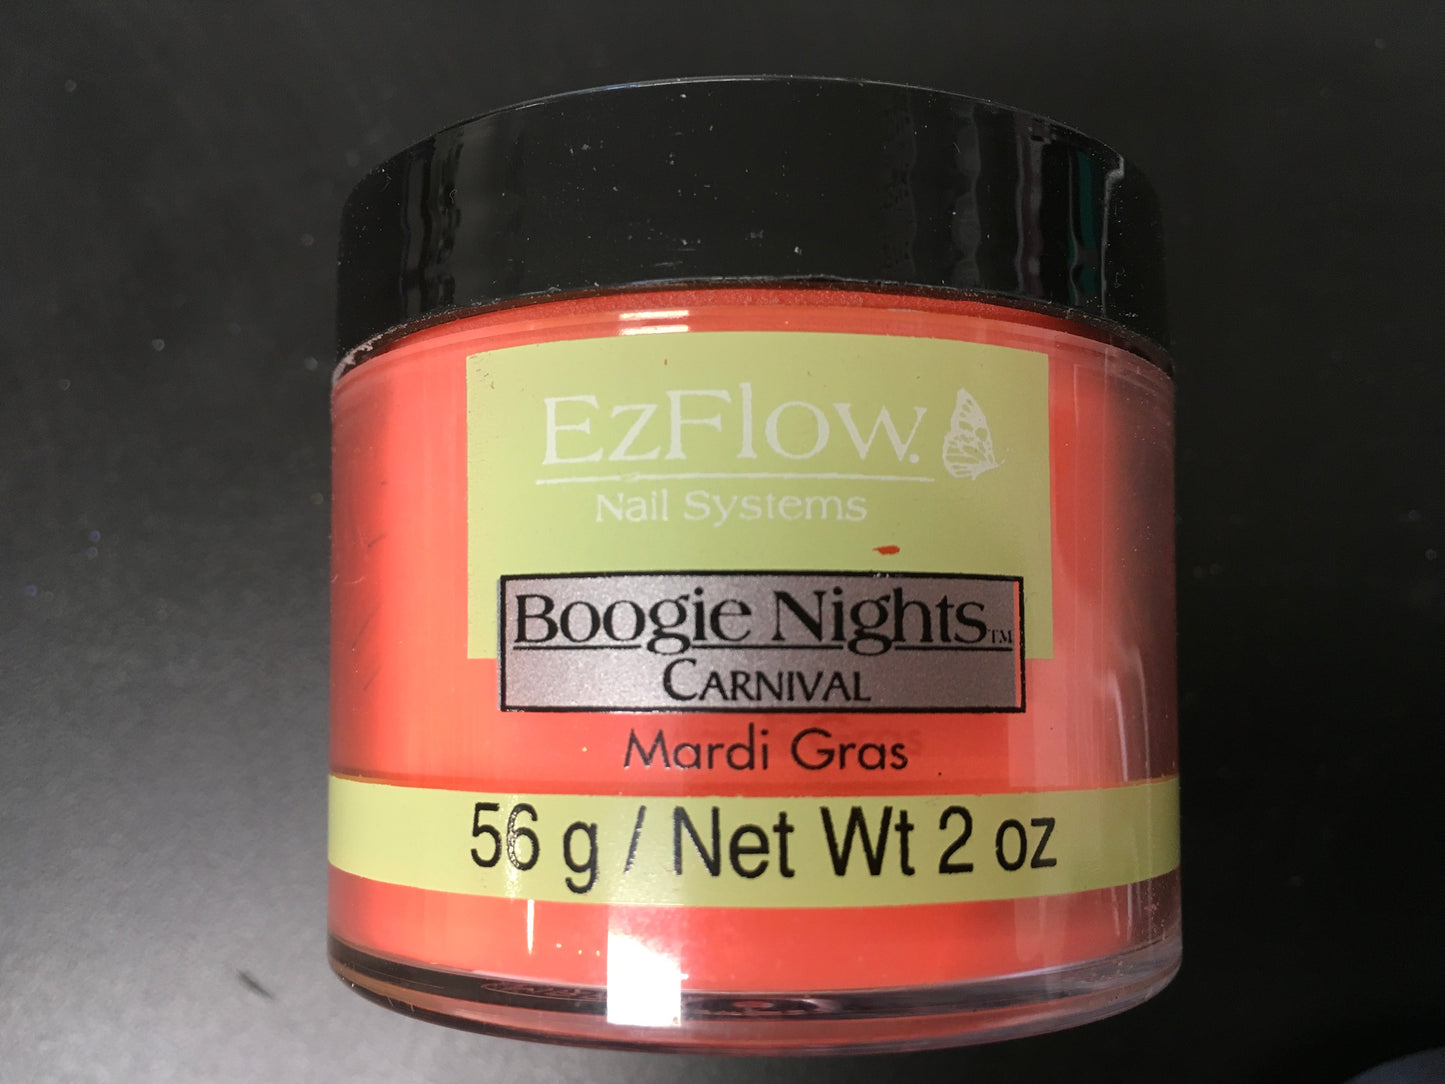 EzFlow.
Nail Systems
Boogie Nights™
CARNIVAL
Mardi Gras
56 g / Net Wt 2 oz